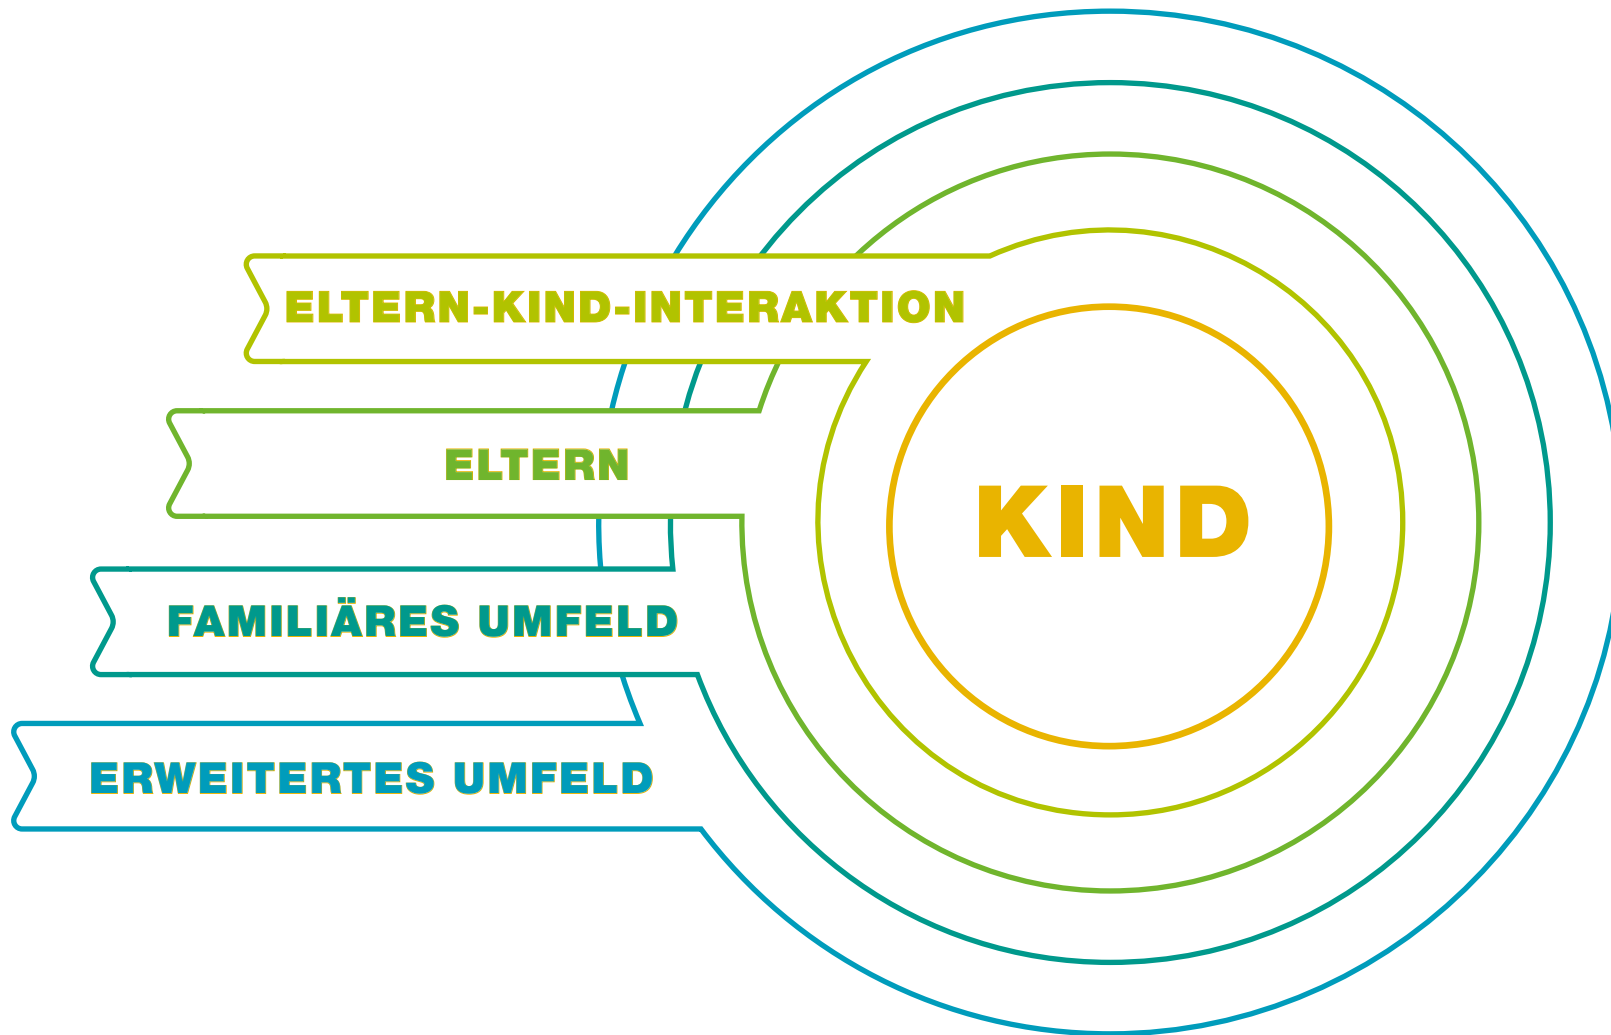 ELTERN-KIND-INTERAKTION
ELTERN
KIND
FAMILIÄRES UMFELD
ERWEITERTES UMFELD